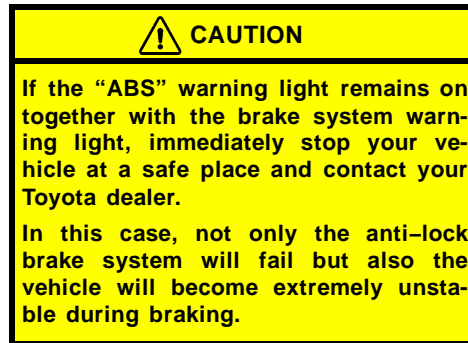 CAUTION
If the “ABS” warning light remains on
together with the brake system warn-
ing light, immediately stop your ve-
hicle at a safe place and contact your
Toyota dealer.
In this case, not only the anti–lock
brake system will fail but also the
vehicle will become extremely unsta-
ble during braking.